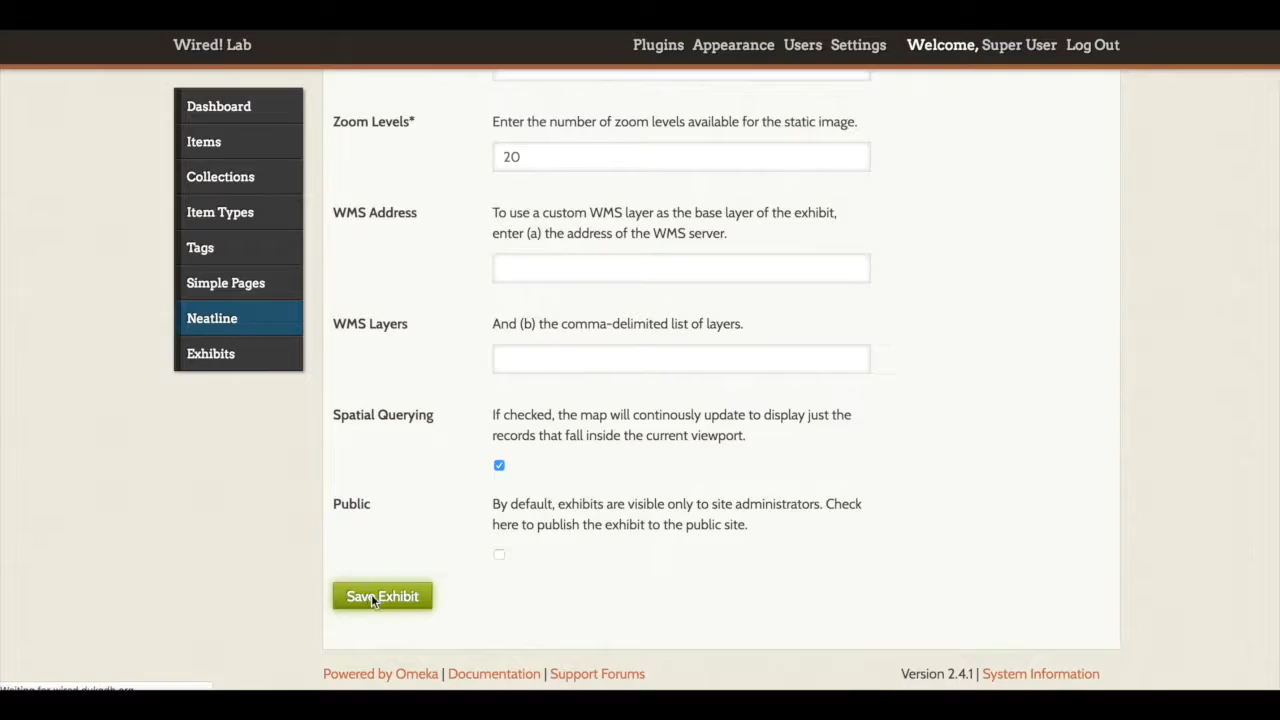 Wired! Lab
Plugins Appearance Users Settings Welcome, Super User Log Out
Dashboard
Items
Collections
Item Types
Tags
Simple Pages
Neatline
Exhibits
Zoom Levels*
Enter the number of zoom levels available for the static image.
20
WMS Address
To use a custom WMS layer as the base layer of the exhibit,
enter (a) the address of the WMS server.
WMS Layers
And (b) the comma-delimited list of layers.
Spatial Querying
If checked, the map will continously update to display just the
records that fall inside the current viewport.
Public
By default, exhibits are visible only to site administrators. Check
here to publish the exhibit to the public site.
Save Exhibit
Powered by Omeka | Documentation | Support Forums
Version 2.4.1 | System Information